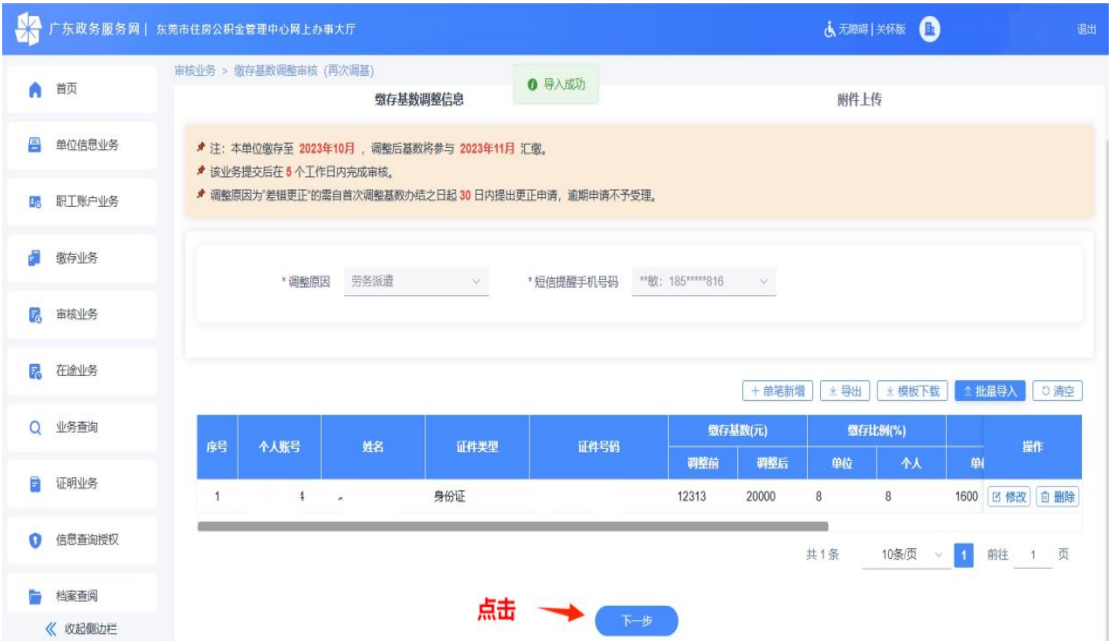 广东政务服务网 | 东莞市住房公积金管理中心网上办事大厅
无障碍 | 关怀版
退出
首页
单位信息业务
职工账户业务
缴存业务
审核业务
在途业务
业务查询
证明业务
信息查询授权
档案查阅
收起侧边栏
审核业务 > 缴存基数调整审核 (再次调基)
导入成功
缴存基数调整信息
附件上传
注：本单位缴存至 2023年10月 ，调整后基数将参与 2023年11月 汇缴。
该业务提交后在 5 个工作日内完成审核。
调整原因为"差错更正"的需自首次调整基数办结之日起 30 日内提出更正申请，逾期申请不予受理。
* 调整原因 劳务派遣
* 短信提醒手机号码 **敏：185*****816
+ 单笔新增 导出 模板下载 批量导入 清空
序号 个人账号 姓名 证件类型 证件号码 缴存基数(元) 缴存比例(%) 操作
调整前 调整后 单位 个人
1 身份证 12313 20000 8 8 1600 修改 删除
共 1 条 10条/页 1 前往 1 页
点击
下一步